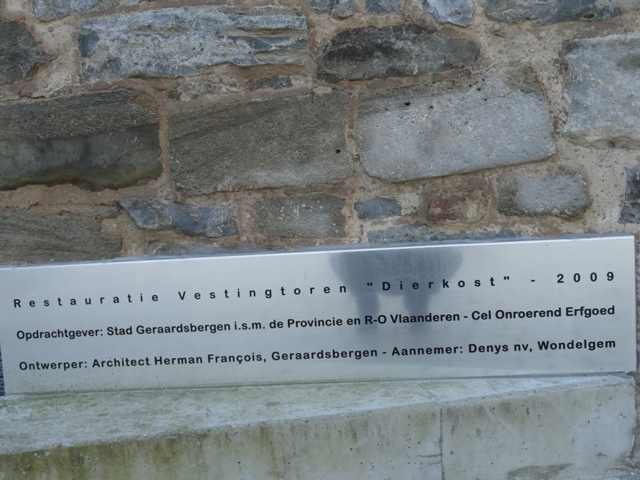 Restauratie Vestingtoren "Dierkost" - 2009
Opdrachtgever: Stad Geraardsbergen i.s.m. de Provincie en R-O Vlaanderen - Cel Onroerend Erfgoed
Ontwerper: Architect Herman François, Geraardsbergen - Aannemer: Denys nv, Wondelgem